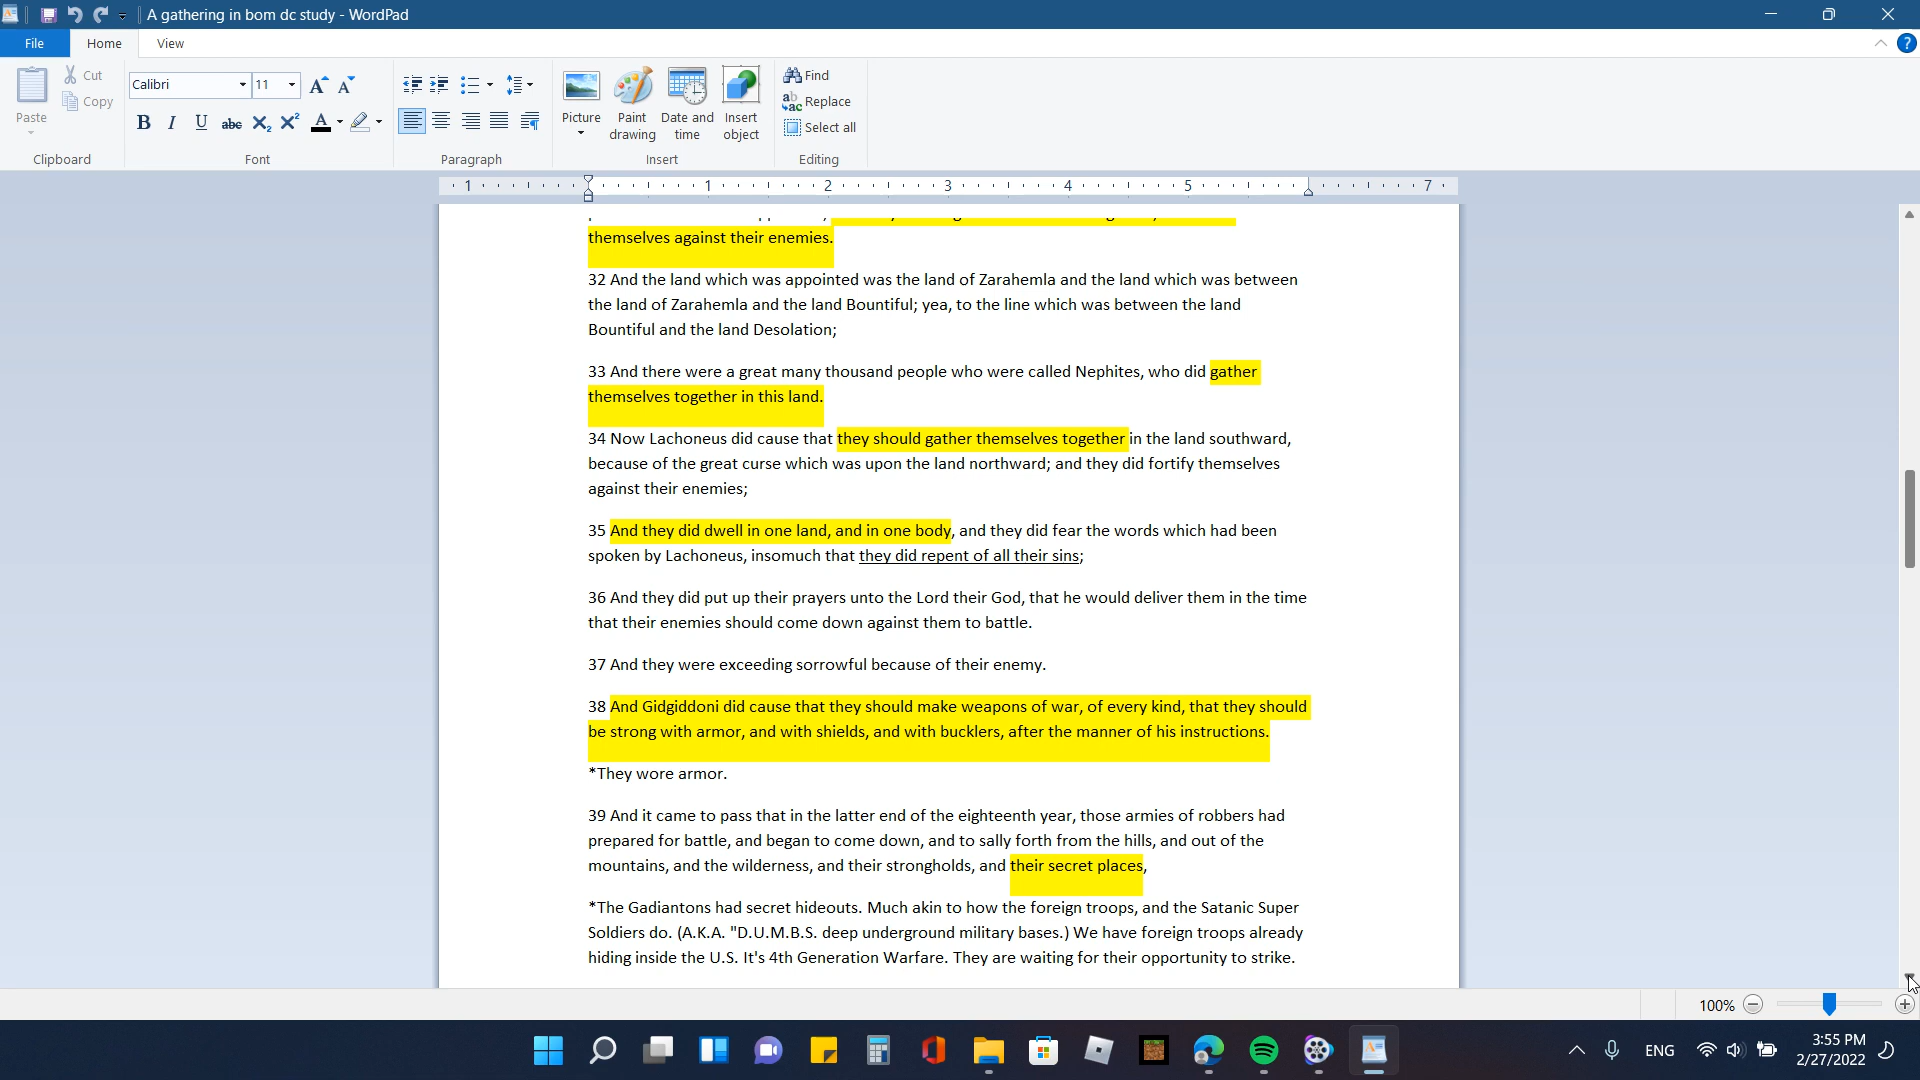 A gathering in bom dc study - WordPad
File
Home
View
Paste
Cut
Copy
Clipboard
Calibri
11
B I U abc X₂ X² A
Font
Paragraph
Picture
Paint drawing
Date and time
Insert object
Insert
Find
Replace
Select all
Editing
1 1 2 3 4 5 7
themselves against their enemies.
32 And the land which was appointed was the land of Zarahemla and the land which was between
the land of Zarahemla and the land Bountiful; yea, to the line which was between the land
Bountiful and the land Desolation;
33 And there were a great many thousand people who were called Nephites, who did gather
themselves together in this land.
34 Now Lachoneus did cause that they should gather themselves together in the land southward,
because of the great curse which was upon the land northward; and they did fortify themselves
against their enemies;
35 And they did dwell in one land, and in one body, and they did fear the words which had been
spoken by Lachoneus, insomuch that they did repent of all their sins;
36 And they did put up their prayers unto the Lord their God, that he would deliver them in the time
that their enemies should come down against them to battle.
37 And they were exceeding sorrowful because of their enemy.
38 And Gidgiddoni did cause that they should make weapons of war, of every kind, that they should
be strong with armor, and with shields, and with bucklers, after the manner of his instructions.
*They wore armor.
39 And it came to pass that in the latter end of the eighteenth year, those armies of robbers had
prepared for battle, and began to come down, and to sally forth from the hills, and out of the
mountains, and the wilderness, and their strongholds, and their secret places,
*The Gadiantons had secret hideouts. Much akin to how the foreign troops, and the Satanic Super
Soldiers do. (A.K.A. "D.U.M.B.S. deep underground military bases.) We have foreign troops already
hiding inside the U.S. It's 4th Generation Warfare. They are waiting for their opportunity to strike.
100%
ENG
3:55 PM
2/27/2022